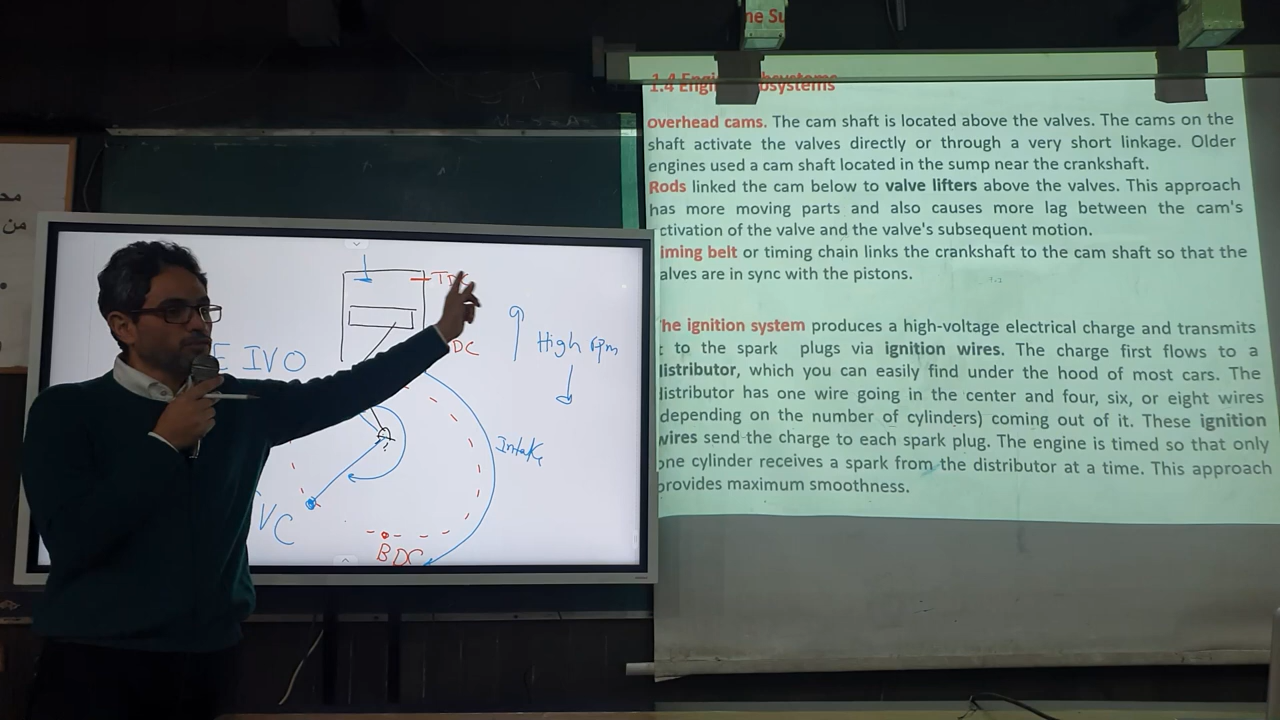 ne Su
1.4 Engi bsystems
overhead cams. The cam shaft is located above the valves. The cams on the
shaft activate the valves directly or through a very short linkage. Older
engines used a cam shaft located in the sump near the crankshaft.
Rods linked the cam below to valve lifters above the valves. This approach
has more moving parts and also causes more lag between the cam's
ctivation of the valve and the valve's subsequent motion.
iming belt or timing chain links the crankshaft to the cam shaft so that the
alves are in sync with the pistons.
he ignition system produces a high-voltage electrical charge and transmits
to the spark plugs via ignition wires. The charge first flows to a
distributor, which you can easily find under the hood of most cars. The
distributor has one wire going in the center and four, six, or eight wires
depending on the number of cylinders) coming out of it. These ignition
wires send the charge to each spark plug. The engine is timed so that only
one cylinder receives a spark from the distributor at a time. This approach
provides maximum smoothness.
TDC
DC
High rpm
E IVO
Intake
VC
BDC
من